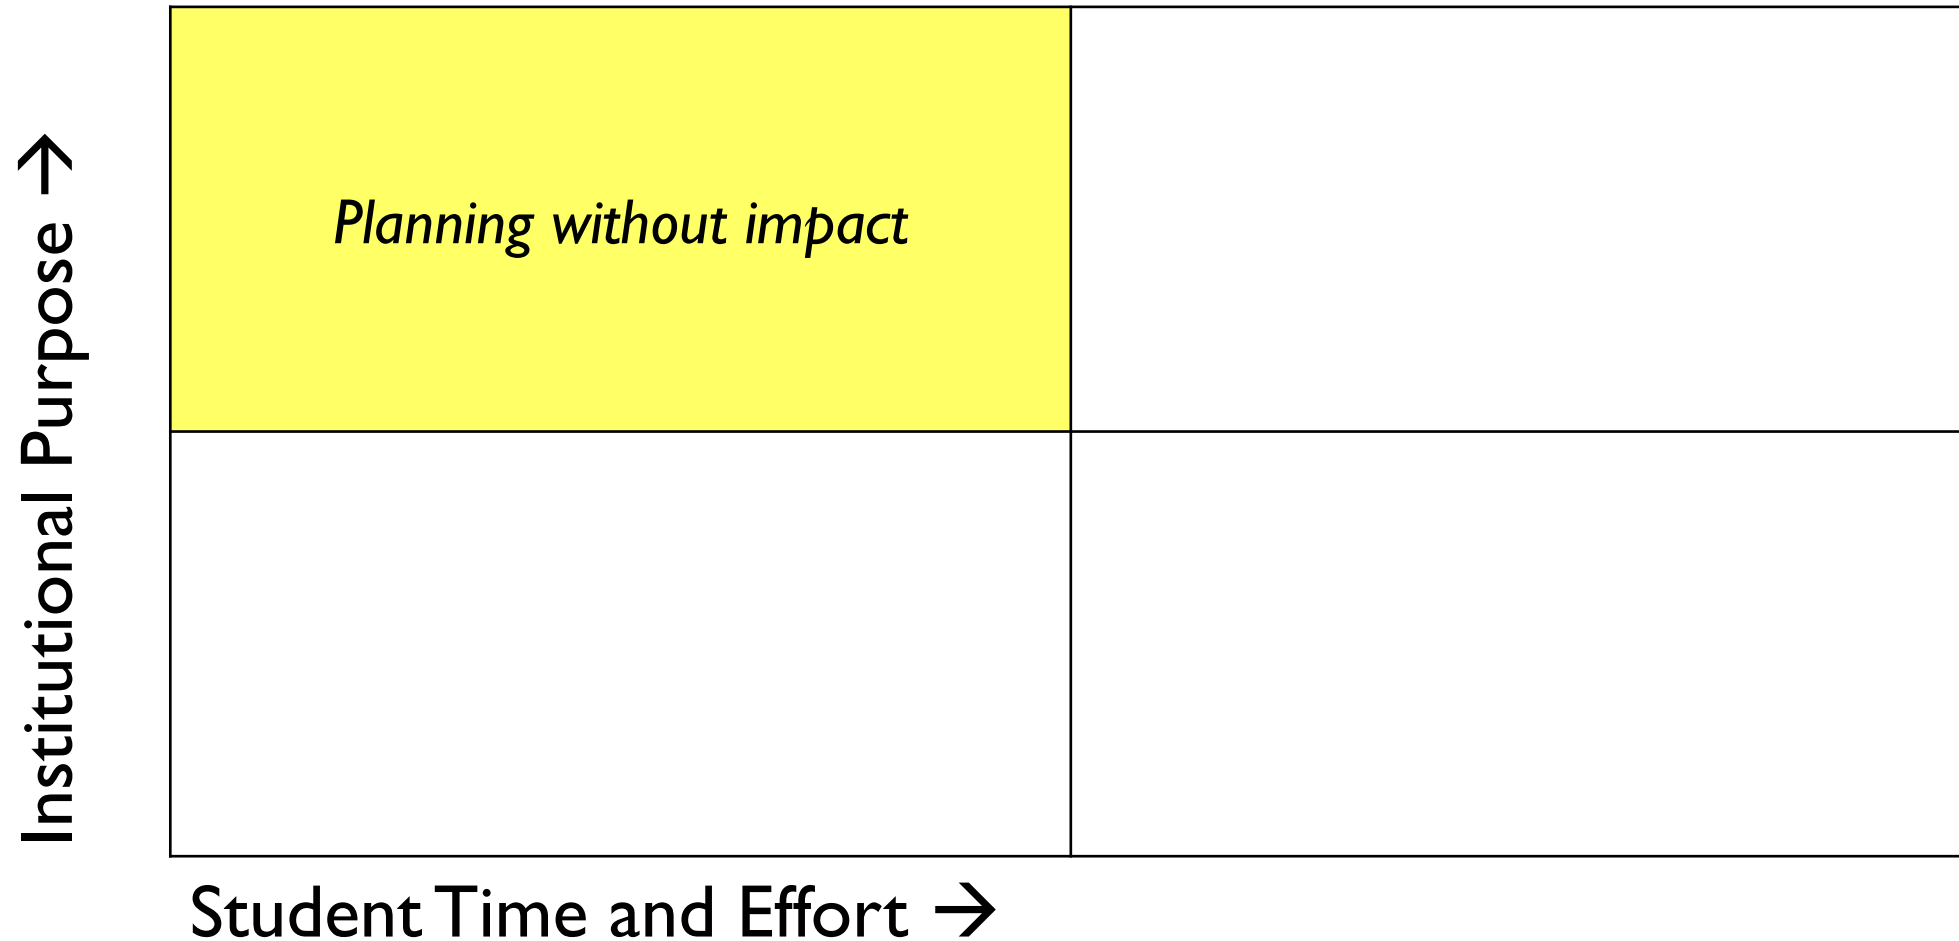 Institutional Purpose →
Planning without impact
Student Time and Effort →